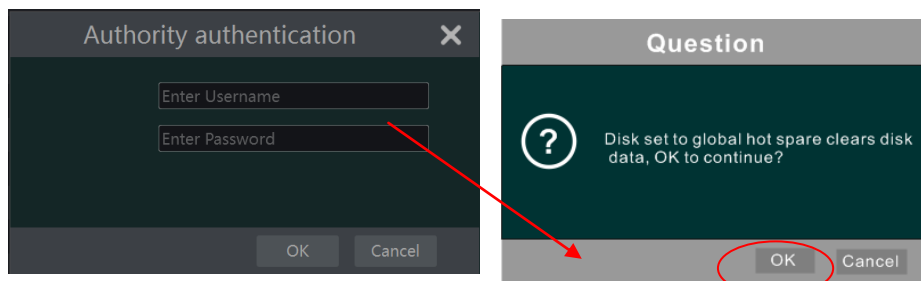 Authority authentication
Enter Username
Enter Password
OK Cancel
Question
?
Disk set to global hot spare clears disk
data, OK to continue?
OK Cancel